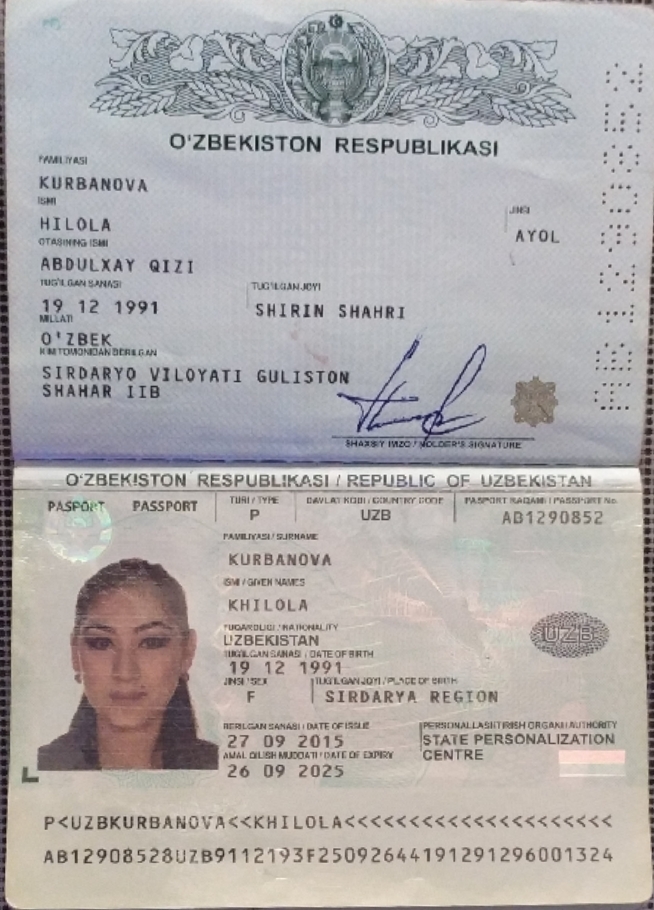 O'ZBEKISTON RESPUBLIKASI
FAMILIYASI
KURBANOVA
ISMI
HILOLA
JINSI
AYOL
OTASINING ISMI
ABDULXAY QIZI
TUG'ILGAN SANASI
TUG'ILGAN JOYI
19 12 1991
SHIRIN SHAHRI
MILLATI
O'ZBEK
KIM TOMONIDAN BERILGAN
SIRDARYO VILOYATI GULISTON
SHAHAR IIB
SHAXSIY IMZO / HOLDER'S SIGNATURE
AB1290852
O'ZBEKISTON RESPUBLIKASI / REPUBLIC OF UZBEKISTAN
PASPORT PASSPORT
TURI / TYPE
P
DAVLAT KODI / COUNTRY CODE
UZB
PASPORT RAQAMI / PASSPORT No.
AB1290852
FAMILIYASI / SURNAME
KURBANOVA
ISMI / GIVEN NAMES
KHILOLA
FUQAROLIGI / NATIONALITY
UZBEKISTAN
UZB
TUG'ILGAN SANASI / DATE OF BIRTH
19 12 1991
JINSI / SEX
F
TUG'ILGAN JOYI / PLACE OF BIRTH
SIRDARYA REGION
BERILGAN SANASI / DATE OF ISSUE
27 09 2015
PERSONALLASHTIRISH ORGANI / AUTHORITY
STATE PERSONALIZATION
CENTRE
AMAL QILISH MUDDATI / DATE OF EXPIRY
26 09 2025
P<UZBKURBANOVA<<KHILOLA<<<<<<<<<<<<<<<<<<<<<
AB12908528UZB9112193F25092644191291296001324